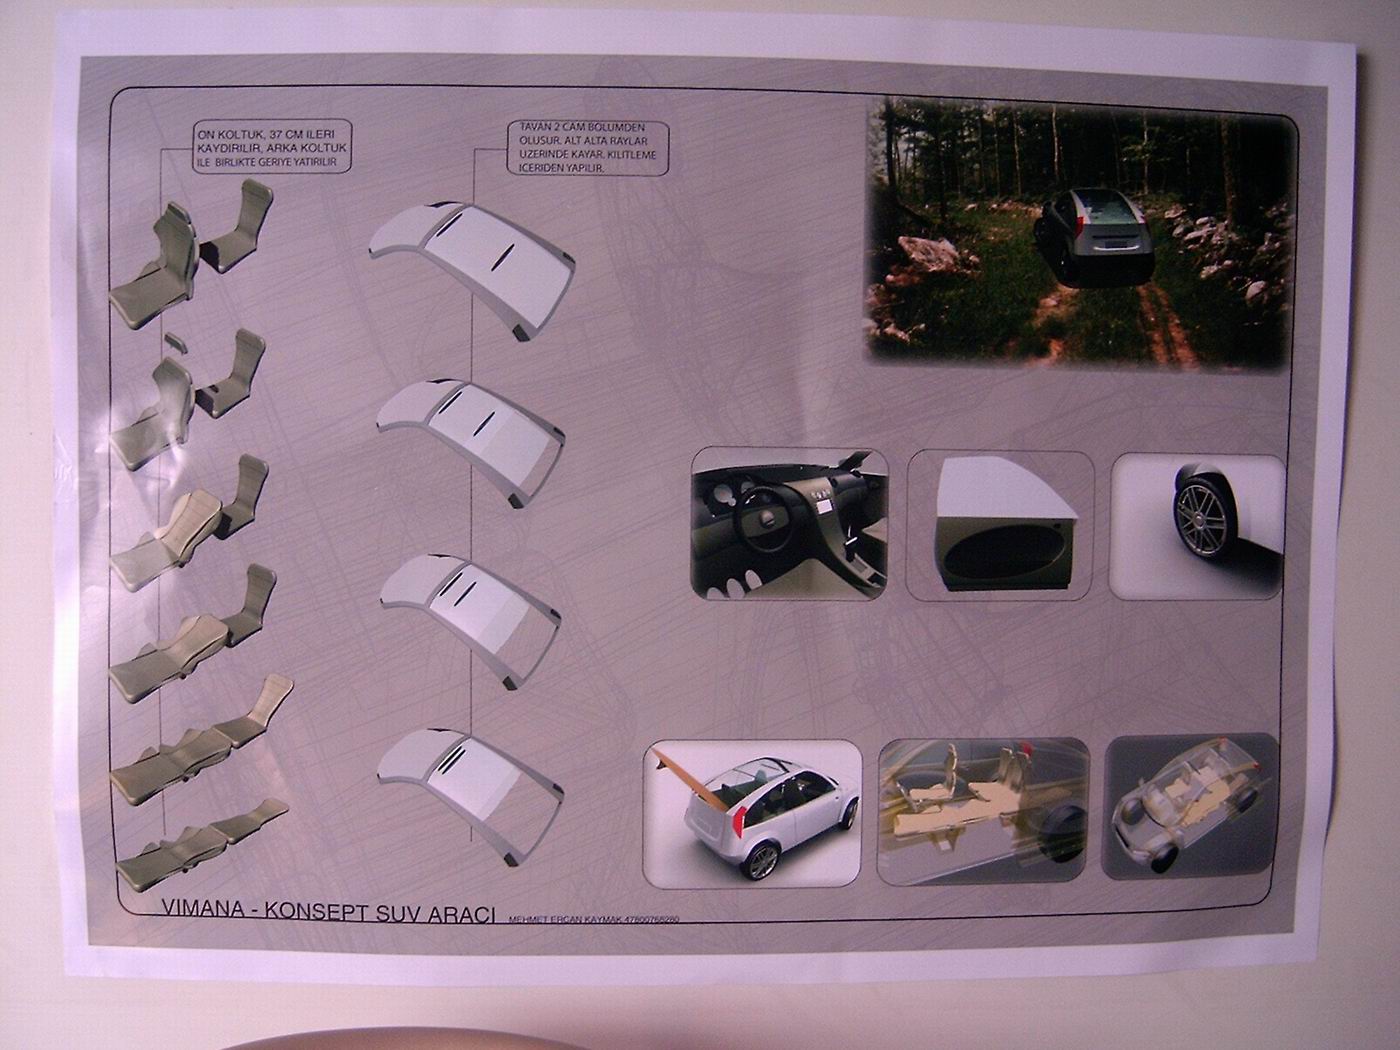 ON KOLTUK, 37 CM ILERI
KAYDIRILIR, ARKA KOLTUK
ILE BIRLIKTE GERIYE YATIRILIR
TAVAN 2 CAM BOLUMDEN
OLUSUR. ALT ALTA RAYLAR
UZERINDE KAYAR. KILITLEME
ICERIDEN YAPILIR.
VIMANA - KONSEPT SUV ARACI
MEHMET ERCAN KAYMAK